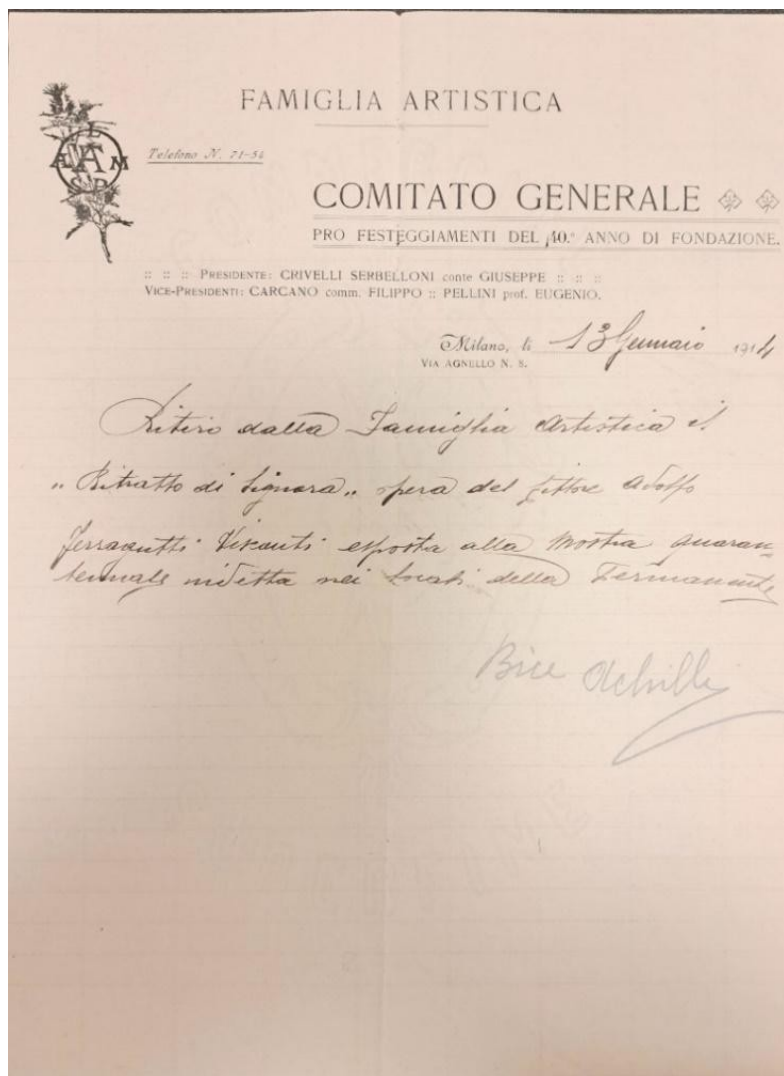 FAMIGLIA ARTISTICA
Telefono N. 71-54
COMITATO GENERALE
PRO FESTEGGIAMENTI DEL 40.º ANNO DI FONDAZIONE.
:: :: :: PRESIDENTE: CRIVELLI SERBELLONI conte GIUSEPPE :: :: ::
VICE-PRESIDENTI: CARCANO comm. FILIPPO :: PELLINI prof. EUGENIO.
Milano, li 13 Gennaio 1914
VIA AGNELLO N. 8.
Ritiro dalla Famiglia Artistica il
„ Ritratto di Signora „ opera del pittore Adolfo
Ferragutti Visconti esposta alla Mostra quaran-
tennale indetta nei locali della Permanente
Bice Achilli